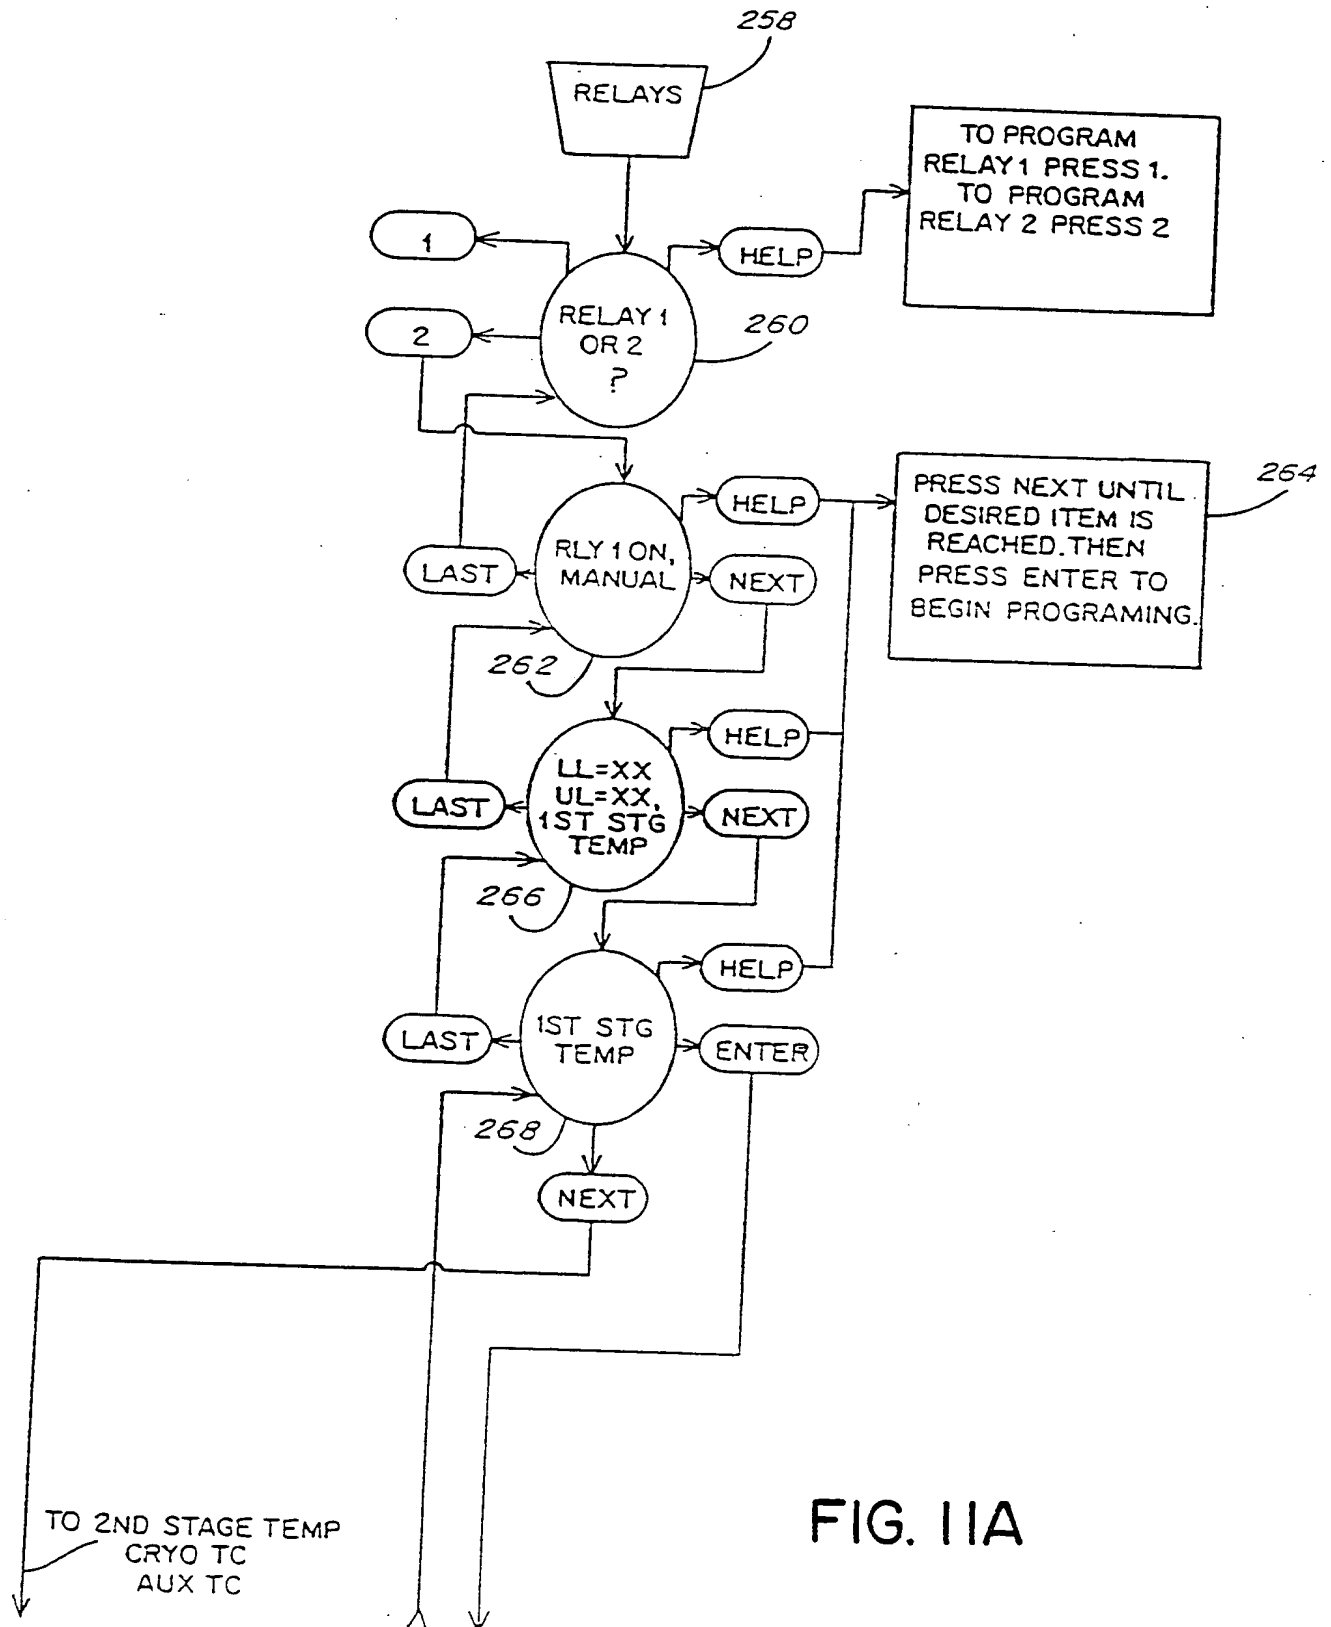 258
RELAYS
TO PROGRAM
RELAY 1 PRESS 1.
TO PROGRAM
RELAY 2 PRESS 2
1
HELP
2
RELAY 1
OR 2
?
260
HELP
PRESS NEXT UNTIL
DESIRED ITEM IS
REACHED. THEN
PRESS ENTER TO
BEGIN PROGRAMING.
264
LAST
RLY 1 ON,
MANUAL
NEXT
262
HELP
LAST
LL=XX
UL=XX,
1ST STG
TEMP
NEXT
266
HELP
LAST
1ST STG
TEMP
ENTER
268
NEXT
TO 2ND STAGE TEMP
CRYO TC
AUX TC
FIG. 11A